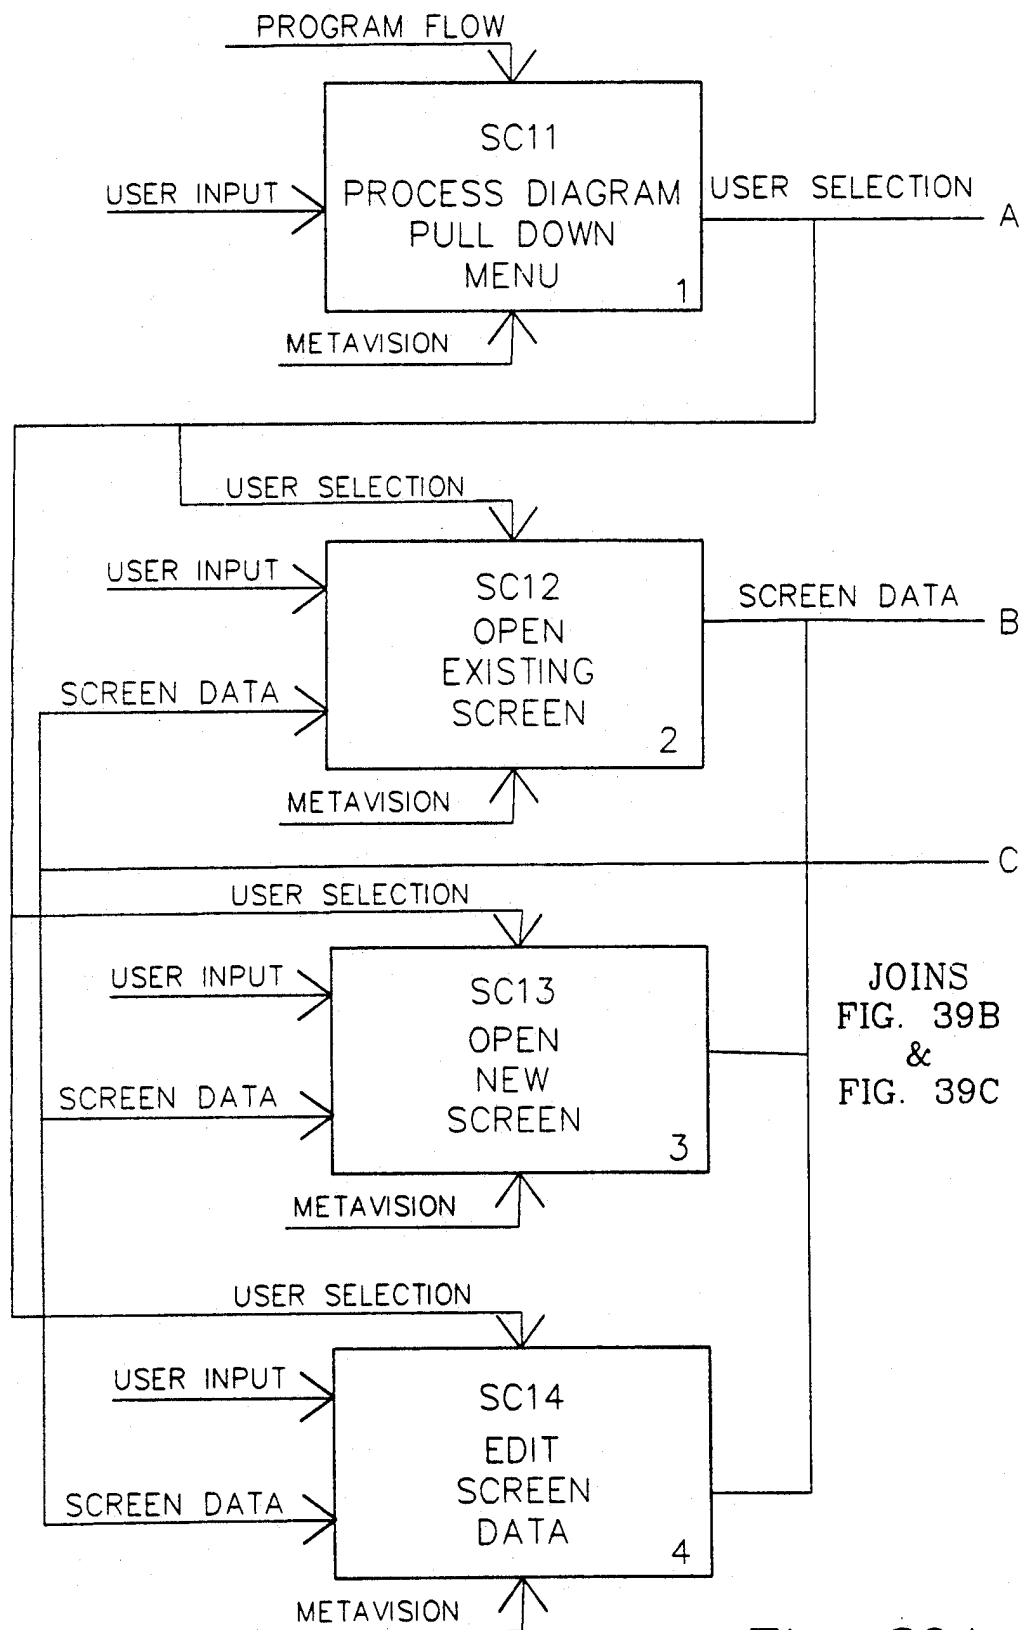 PROGRAM FLOW
SC11
USER INPUT
PROCESS DIAGRAM
USER SELECTION
A
PULL DOWN
MENU
1
METAVISION
USER SELECTION
USER INPUT
SC12
SCREEN DATA
B
OPEN
EXISTING
SCREEN DATA
SCREEN
2
METAVISION
C
USER SELECTION
USER INPUT
SC13
JOINS
FIG. 39B
&
FIG. 39C
OPEN
NEW
SCREEN DATA
SCREEN
3
METAVISION
USER SELECTION
USER INPUT
SC14
EDIT
SCREEN
SCREEN DATA
DATA
4
METAVISION